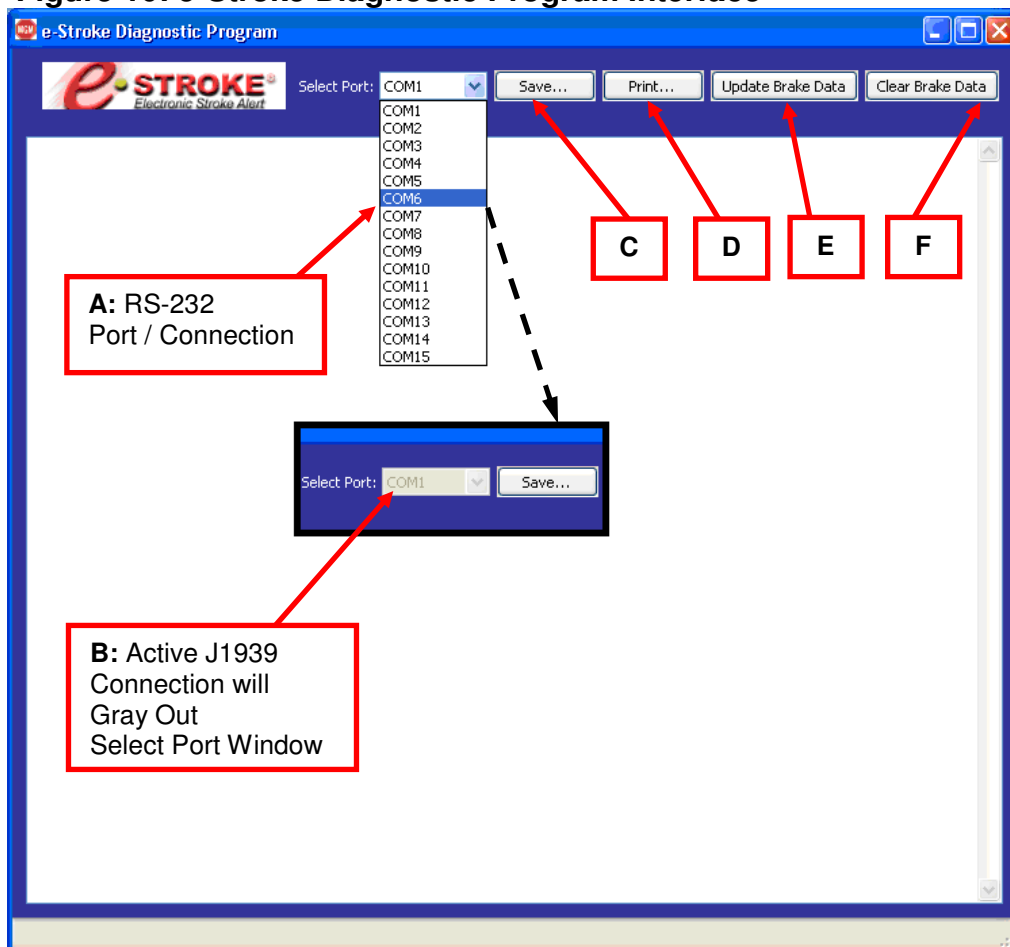 Figure 10: e-Stroke Diagnostic Program Interface
MGM e-Stroke Diagnostic Program
e-STROKE®
Electronic Stroke Alert
Select Port: COM1 Save... Print... Update Brake Data Clear Brake Data
COM1
COM2
COM3
COM4
COM5
COM6
COM7
COM8
COM9
COM10
COM11
COM12
COM13
COM14
COM15
C D E F
A: RS-232
Port / Connection
Select Port: COM1 Save...
B: Active J1939
Connection will
Gray Out
Select Port Window